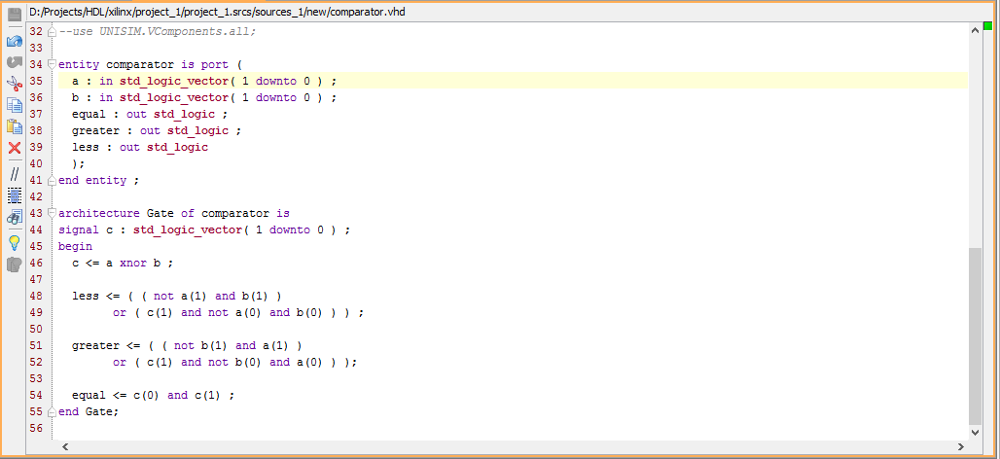 D:/Projects/HDL/xilinx/project_1/project_1.srcs/sources_1/new/comparator.vhd
32 --use UNISIM.VComponents.all;
33
34 entity comparator is port (
35   a : in std_logic_vector( 1 downto 0 ) ;
36   b : in std_logic_vector( 1 downto 0 ) ;
37   equal : out std_logic ;
38   greater : out std_logic ;
39   less : out std_logic
40   );
41 end entity ;
42
43 architecture Gate of comparator is
44 signal c : std_logic_vector( 1 downto 0 ) ;
45 begin
46   c <= a xnor b ;
47
48   less <= ( ( not a(1) and b(1) )
49         or ( c(1) and not a(0) and b(0) ) ) ;
50
51   greater <= ( ( not b(1) and a(1) )
52         or ( c(1) and not b(0) and a(0) ) );
53
54   equal <= c(0) and c(1) ;
55 end Gate;
56